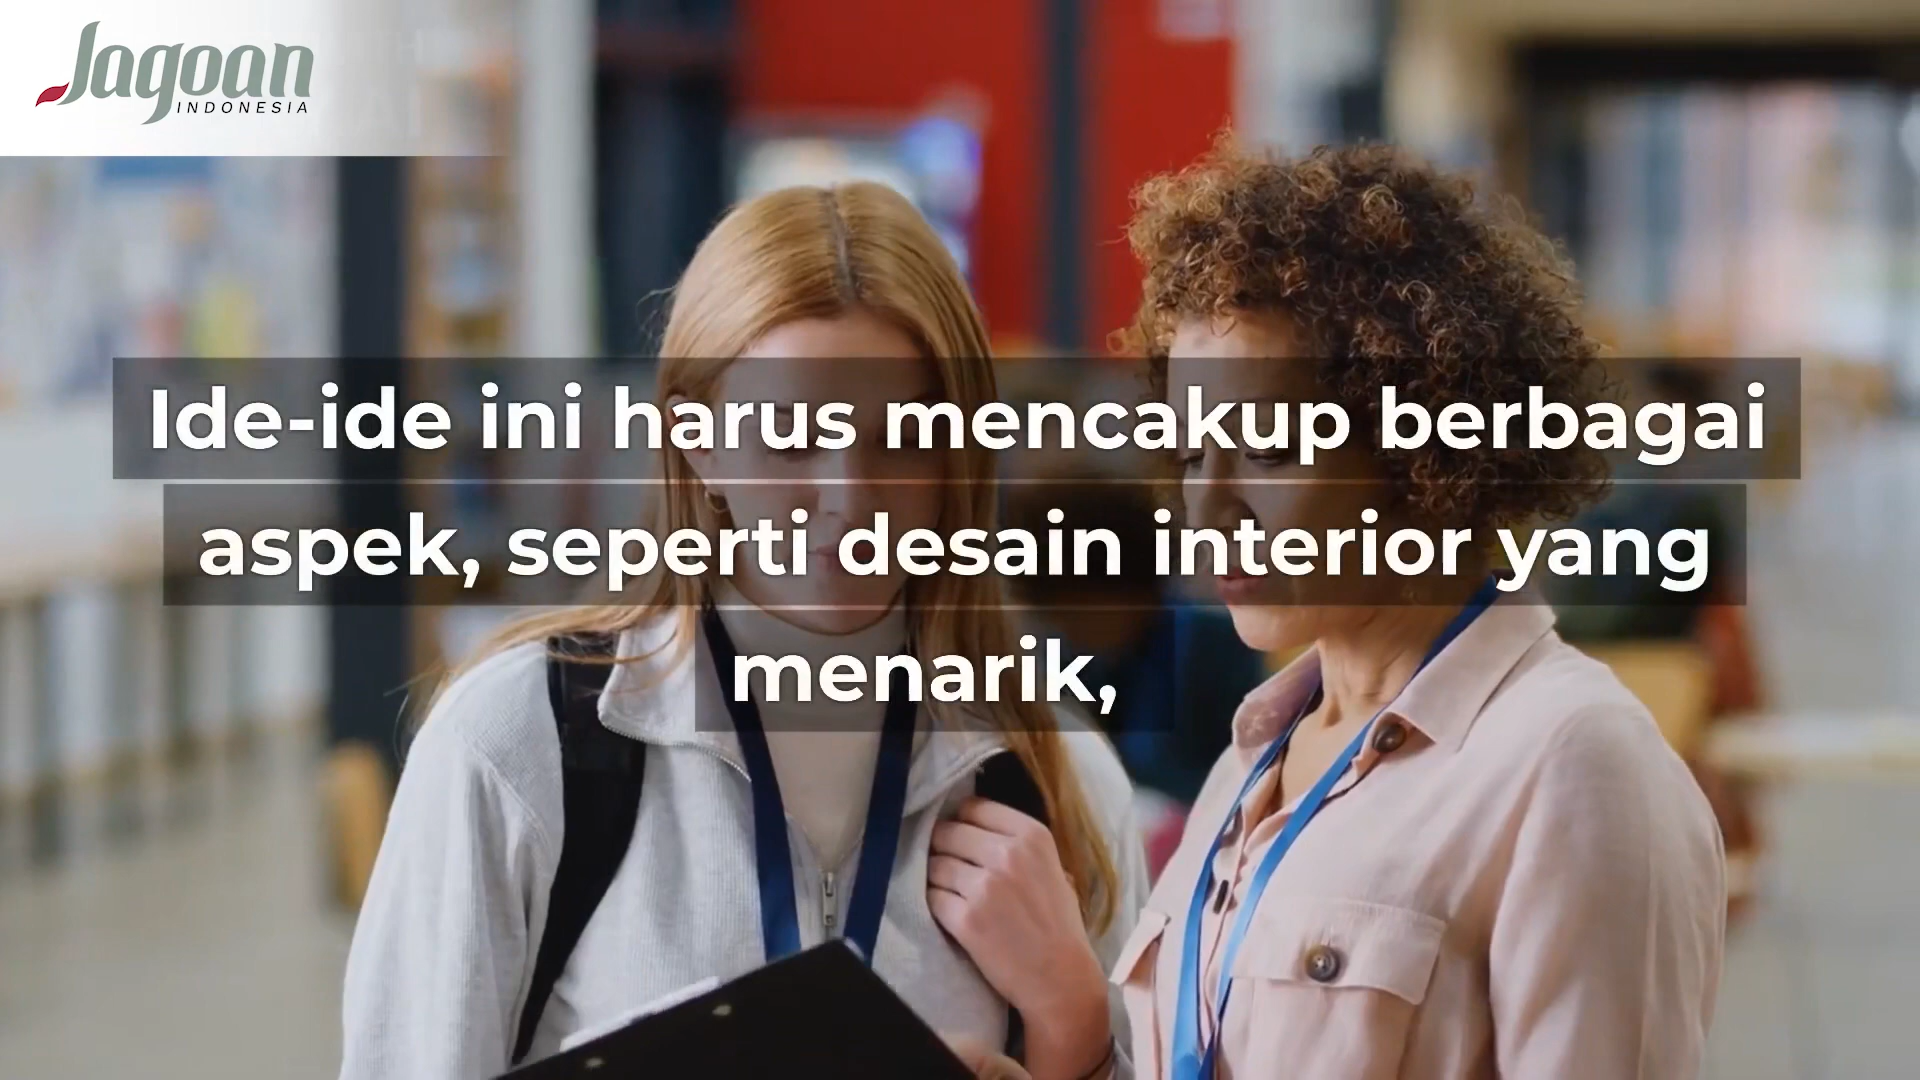 Jagoan
INDONESIA
Ide-ide ini harus mencakup berbagai
aspek, seperti desain interior yang
menarik,